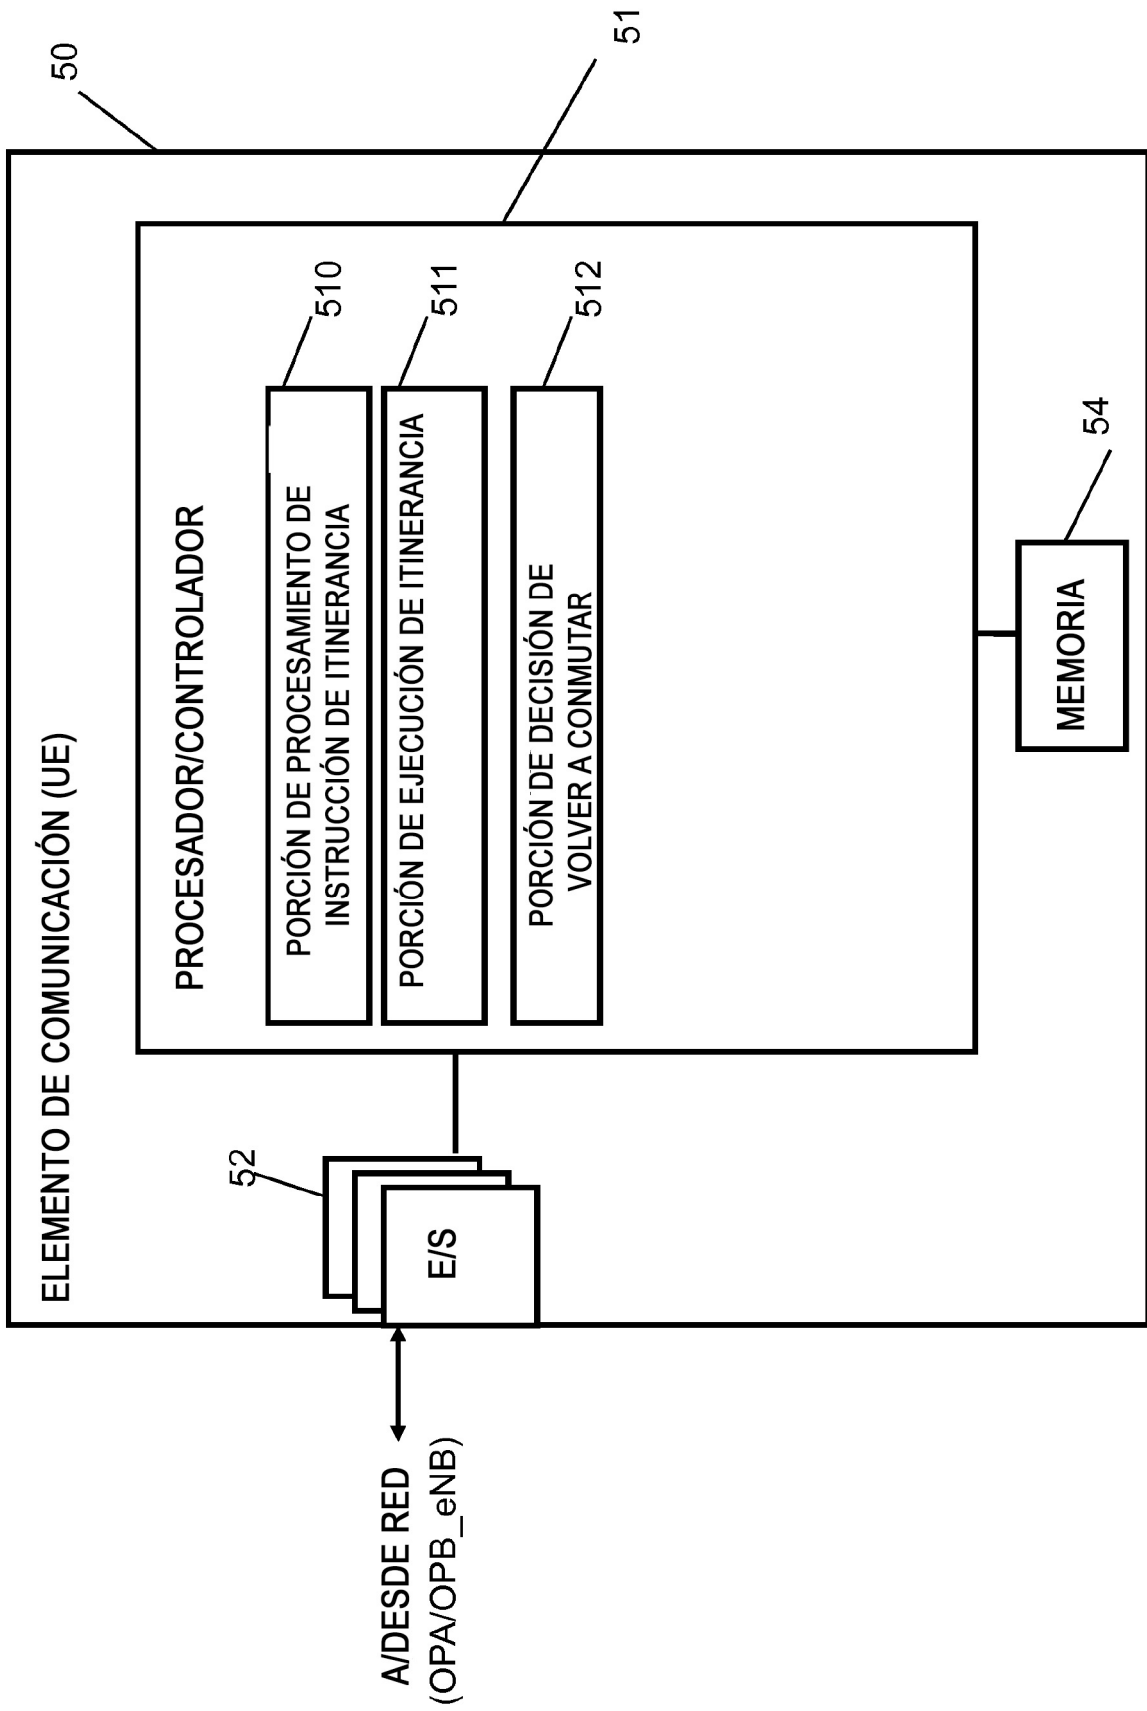 ELEMENTO DE COMUNICACIÓN (UE)
50
PROCESADOR/CONTROLADOR
51
PORCIÓN DE PROCESAMIENTO DE
INSTRUCCIÓN DE ITINERANCIA
510
PORCIÓN DE EJECUCIÓN DE ITINERANCIA
511
PORCIÓN DE DECISIÓN DE
VOLVER A CONMUTAR
512
52
E/S
A/DESDE RED
(OPA/OPB_eNB)
MEMORIA
54